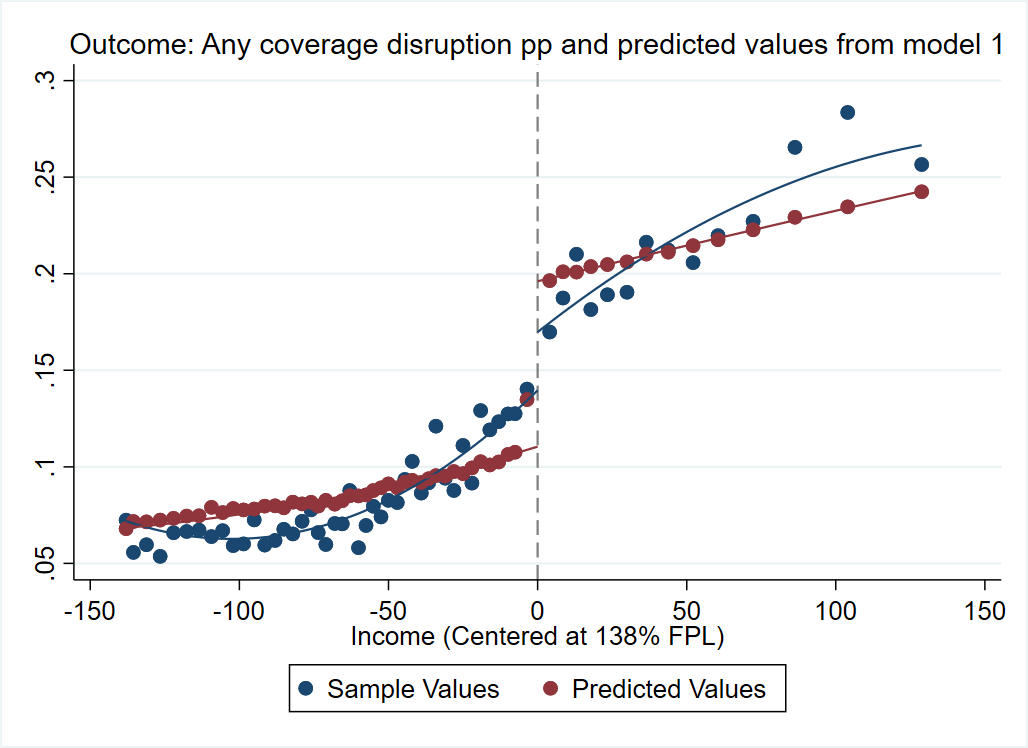 Outcome: Any coverage disruption pp and predicted values from model 1
.3
.25
.2
.15
.1
.05
-150 -100 -50 0 50 100 150
Income (Centered at 138% FPL)
Sample Values Predicted Values